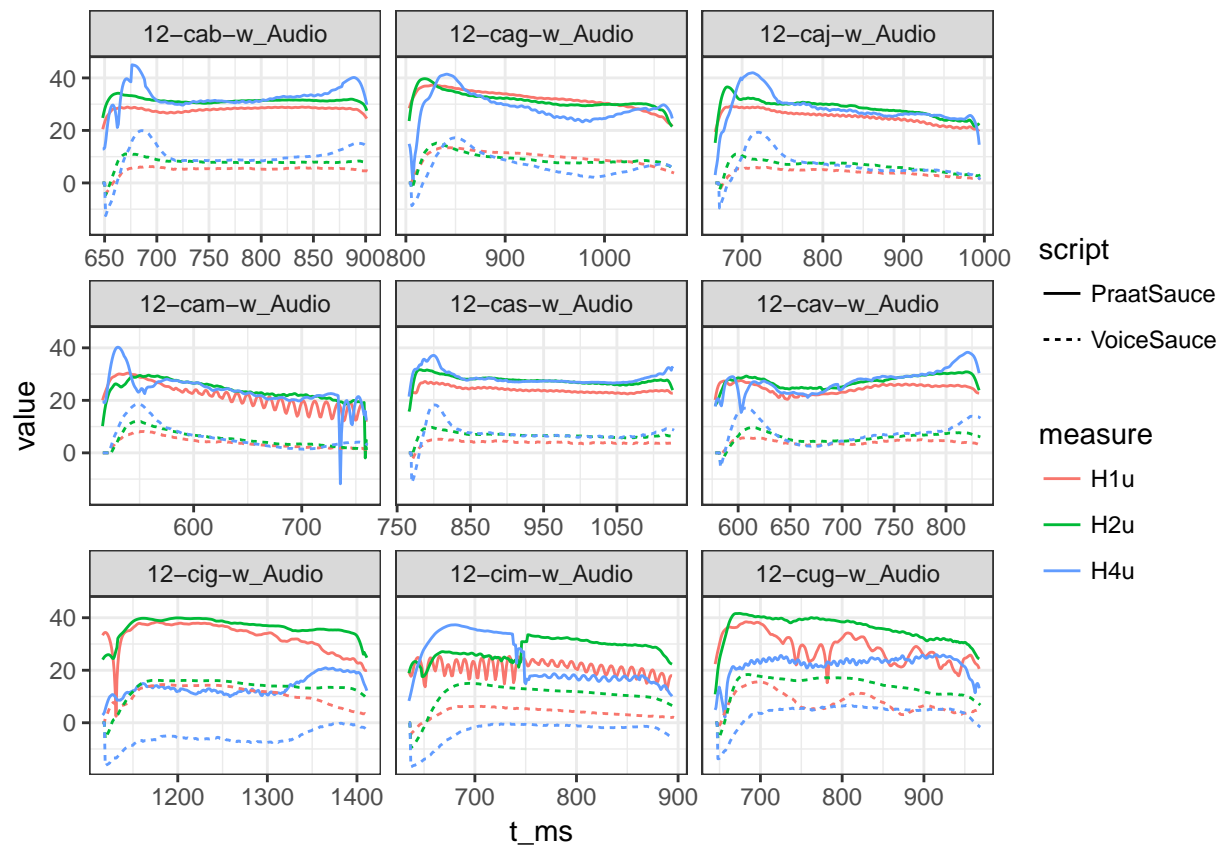 12-cab-w_Audio 12-cag-w_Audio 12-caj-w_Audio
40
20
0
650 700 750 800 850 900 800 900 1000 700 800 900 1000
12-cam-w_Audio 12-cas-w_Audio 12-cav-w_Audio
40
20
0
600 700 750 850 950 1050 600 650 700 750 800
12-cig-w_Audio 12-cim-w_Audio 12-cug-w_Audio
40
20
0
1200 1300 1400 700 800 900 700 800 900
t_ms
value
script
PraatSauce
VoiceSauce
measure
H1u
H2u
H4u